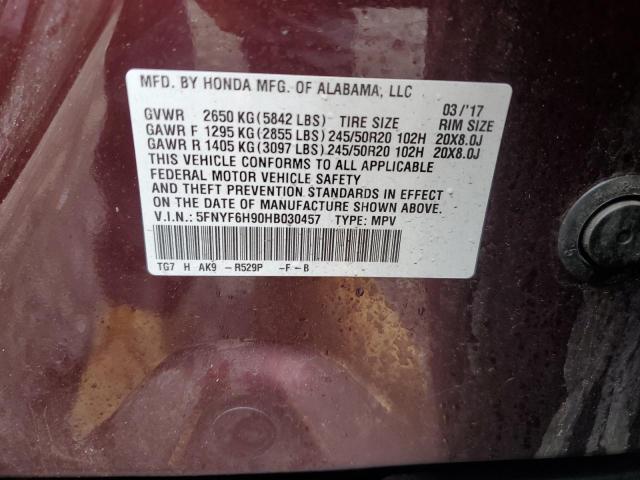 MFD. BY HONDA MFG. OF ALABAMA, LLC 03/'17
GVWR 2650 KG(5842 LBS) TIRE SIZE RIM SIZE
GAWR F 1295 KG(2855 LBS)245/50R20 102H 20X8.0J
GAWR R 1405 KG(3097 LBS)245/50R20 102H 20X8.0J
THIS VEHICLE CONFORMS TO ALL APPLICABLE
FEDERAL MOTOR VEHICLE SAFETY
AND THEFT PREVENTION STANDARDS IN EFFECT
ON THE DATE OF MANUFACTURE SHOWN ABOVE.
V.I.N.: 5FNYF6H90HB030457 TYPE: MPV
TG7 H AK9 -R529P -F-B